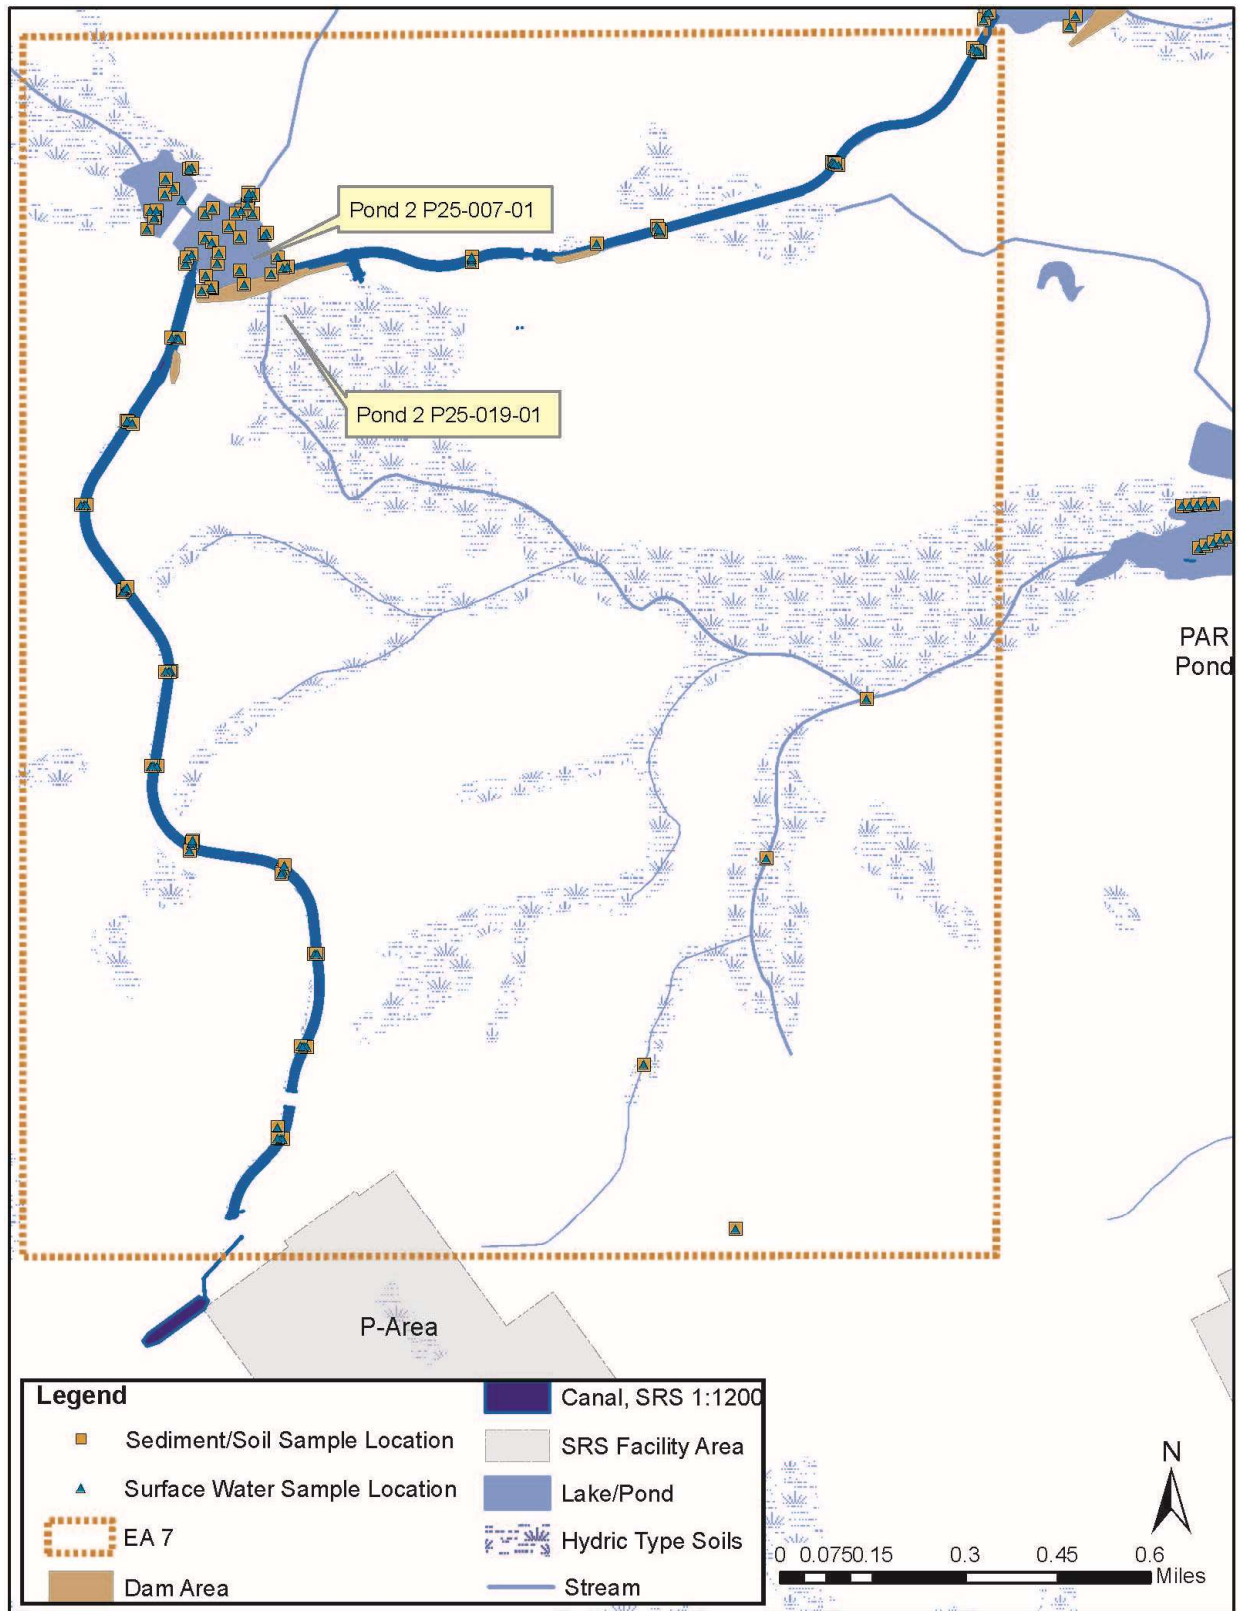 Pond 2 P25-007-01
Pond 2 P25-019-01
PAR
Pond
P-Area
Legend
Sediment/Soil Sample Location
Surface Water Sample Location
EA 7
Dam Area
Canal, SRS 1:1200
SRS Facility Area
Lake/Pond
Hydric Type Soils
Stream
N
0 0.075 0.15 0.3 0.45 0.6
Miles